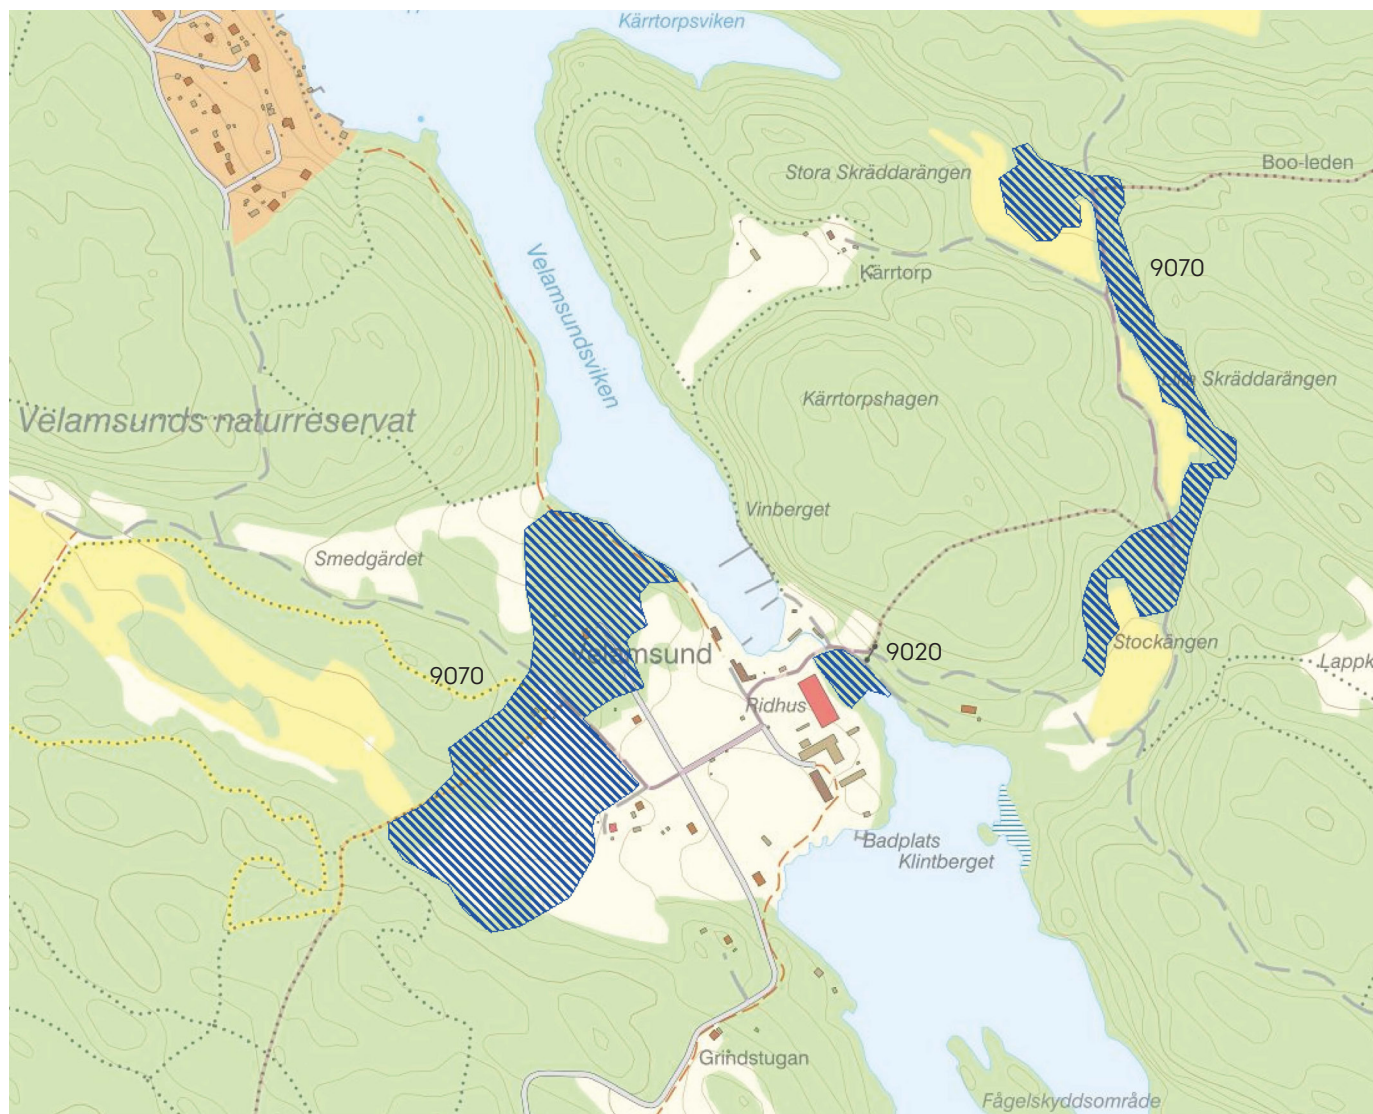 Kärrtorpsviken
Boo-leden
Stora Skräddarängen
Velamsundsviken
Kärrtorp
9070
Lilla Skräddarängen
Kärrtorpshagen
Velamsunds naturreservat
Vinberget
Smedgärdet
Stockängen
Velamsund
9020
Lappk
9070
Ridhus
Badplats
Klintberget
Grindstugan
Fågelskyddsområde